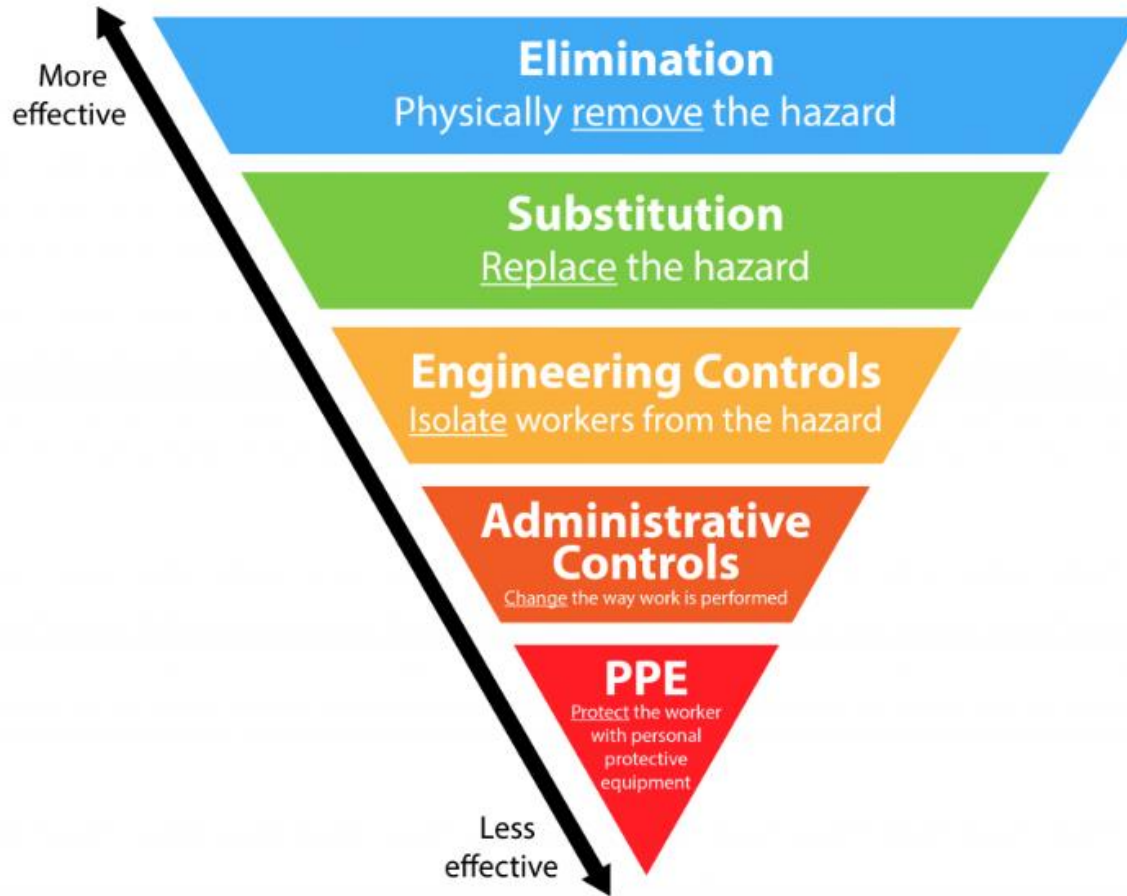 More
effective
Elimination
Physically remove the hazard
Substitution
Replace the hazard
Engineering Controls
Isolate workers from the hazard
Administrative
Controls
Change the way work is performed
PPE
Protect the worker
with personal
protective
equipment
Less
effective